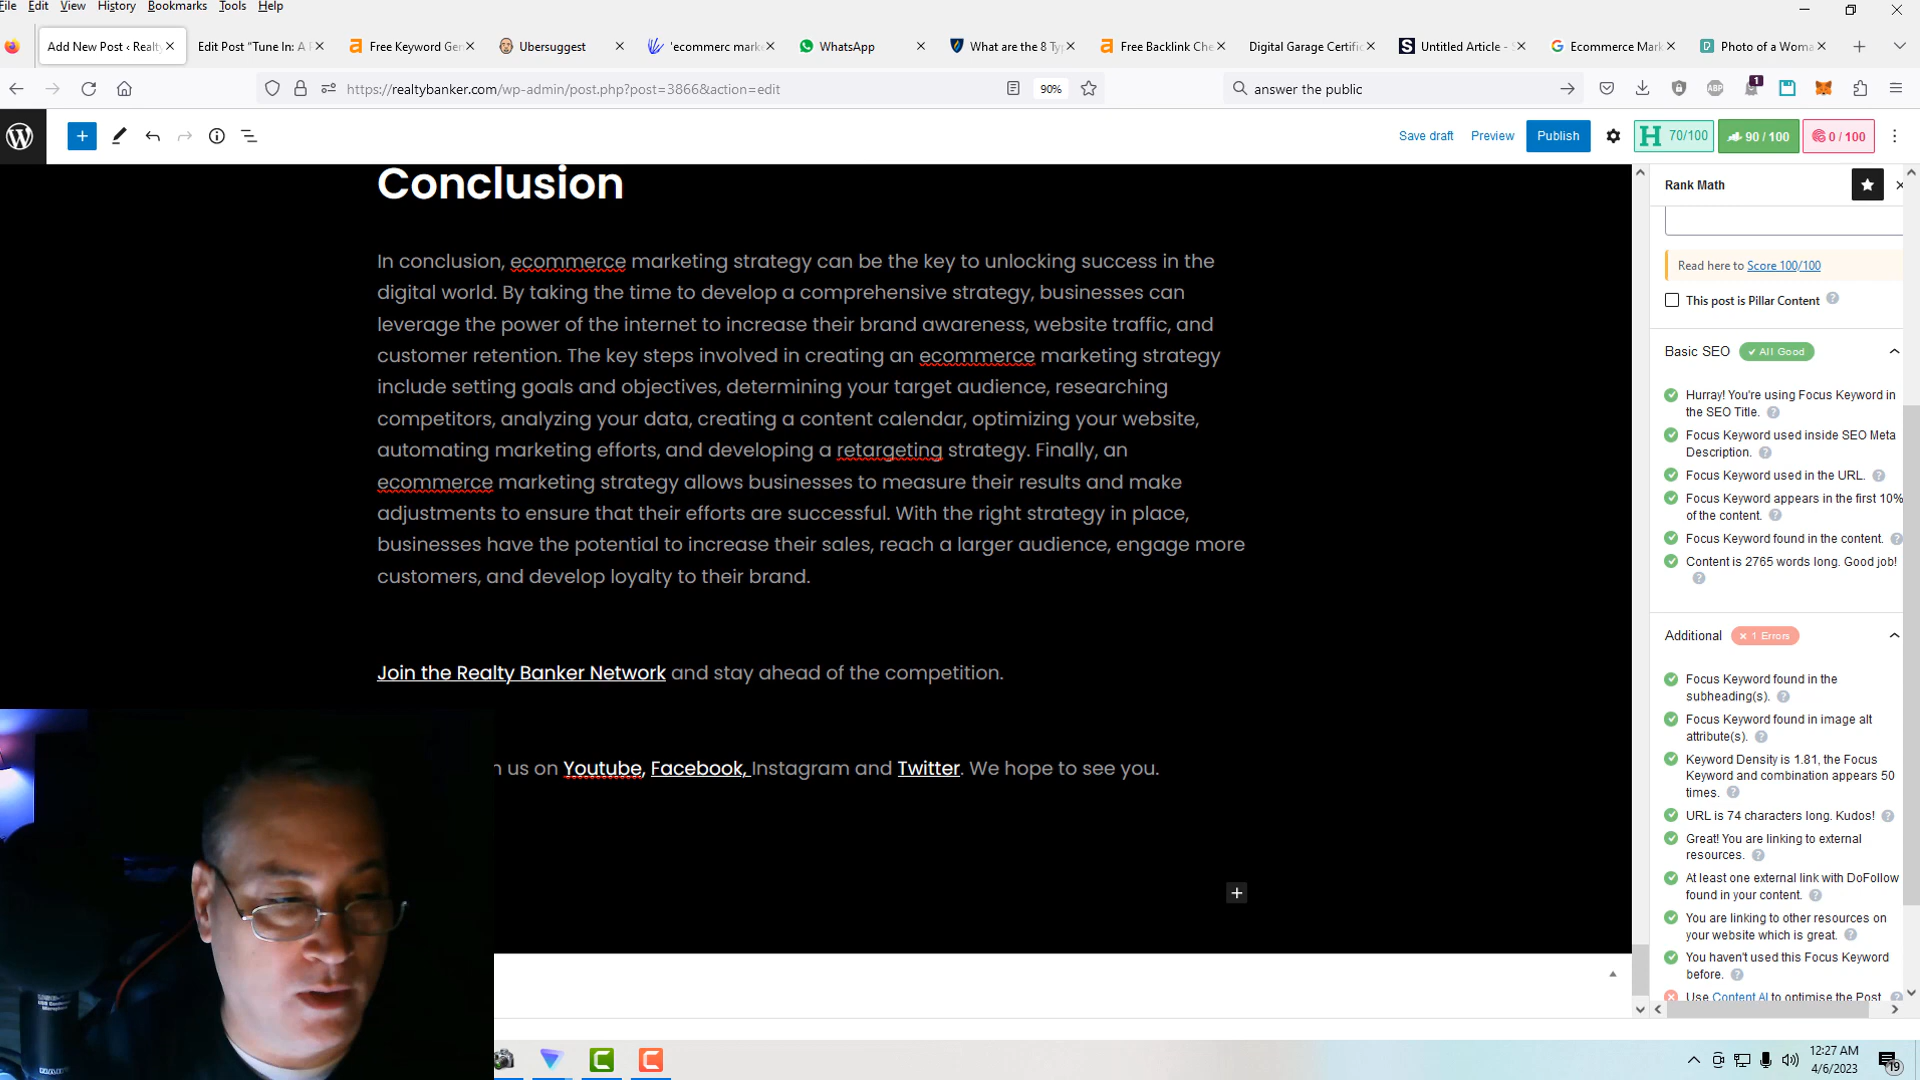 File Edit View History Bookmarks Tools Help
Add New Post ‹ Realty
Edit Post "Tune In: A F
Free Keyword Gen
Ubersuggest
'ecommerc mark
WhatsApp
What are the 8 Ty
Free Backlink Che
Digital Garage Certific
Untitled Article - S
Ecommerce Mark
Photo of a Woma
https://realtybanker.com/wp-admin/post.php?post=3866&action=edit
90%
answer the public
1
Save draft
Preview
Publish
H 70/100
90 / 100
0 / 100
Conclusion
In conclusion, ecommerce marketing strategy can be the key to unlocking success in the
digital world. By taking the time to develop a comprehensive strategy, businesses can
leverage the power of the internet to increase their brand awareness, website traffic, and
customer retention. The key steps involved in creating an ecommerce marketing strategy
include setting goals and objectives, determining your target audience, researching
competitors, analyzing your data, creating a content calendar, optimizing your website,
automating marketing efforts, and developing a retargeting strategy. Finally, an
ecommerce marketing strategy allows businesses to measure their results and make
adjustments to ensure that their efforts are successful. With the right strategy in place,
businesses have the potential to increase their sales, reach a larger audience, engage more
customers, and develop loyalty to their brand.
Join the Realty Banker Network and stay ahead of the competition.
us on Youtube, Facebook, Instagram and Twitter. We hope to see you.
Rank Math
Read here to Score 100/100
This post is Pillar Content
Basic SEO
All Good
Hurray! You're using Focus Keyword in
the SEO Title.
Focus Keyword used inside SEO Meta
Description.
Focus Keyword used in the URL.
Focus Keyword appears in the first 10%
of the content.
Focus Keyword found in the content.
Content is 2765 words long. Good job!
Additional
1 Errors
Focus Keyword found in the
subheading(s).
Focus Keyword found in image alt
attribute(s).
Keyword Density is 1.81, the Focus
Keyword and combination appears 50
times.
URL is 74 characters long. Kudos!
Great! You are linking to external
resources.
At least one external link with DoFollow
found in your content.
You are linking to other resources on
your website which is great.
You haven't used this Focus Keyword
before.
Use Content AI to optimise the Post
12:27 AM
4/6/2023
19